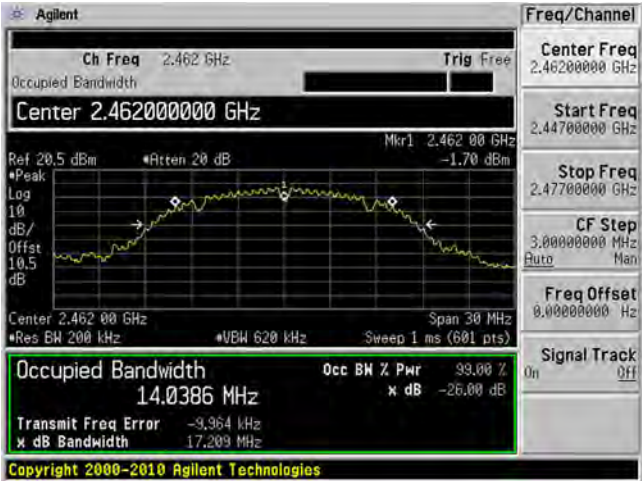 Agilent
Freq/Channel
Ch Freq 2.462 GHz Trig Free
Occupied Bandwidth
Center 2.462000000 GHz
Mkr1 2.462 00 GHz
Ref 20.5 dBm •Atten 20 dB -1.70 dBm
•Peak
Log
10
dB/
Offst
10.5
dB
1
Center 2.462 00 GHz Span 30 MHz
•Res BW 200 kHz •VBW 620 kHz Sweep 1 ms (601 pts)
Occupied Bandwidth Occ BW % Pwr 99.00 %
14.0386 MHz x dB -26.00 dB
Transmit Freq Error -9.964 kHz
x dB Bandwidth 17.209 MHz
Copyright 2000-2010 Agilent Technologies
Center Freq
2.46200000 GHz
Start Freq
2.44700000 GHz
Stop Freq
2.47700000 GHz
CF Step
3.00000000 MHz
Auto Man
Freq Offset
0.00000000 Hz
Signal Track
On Off